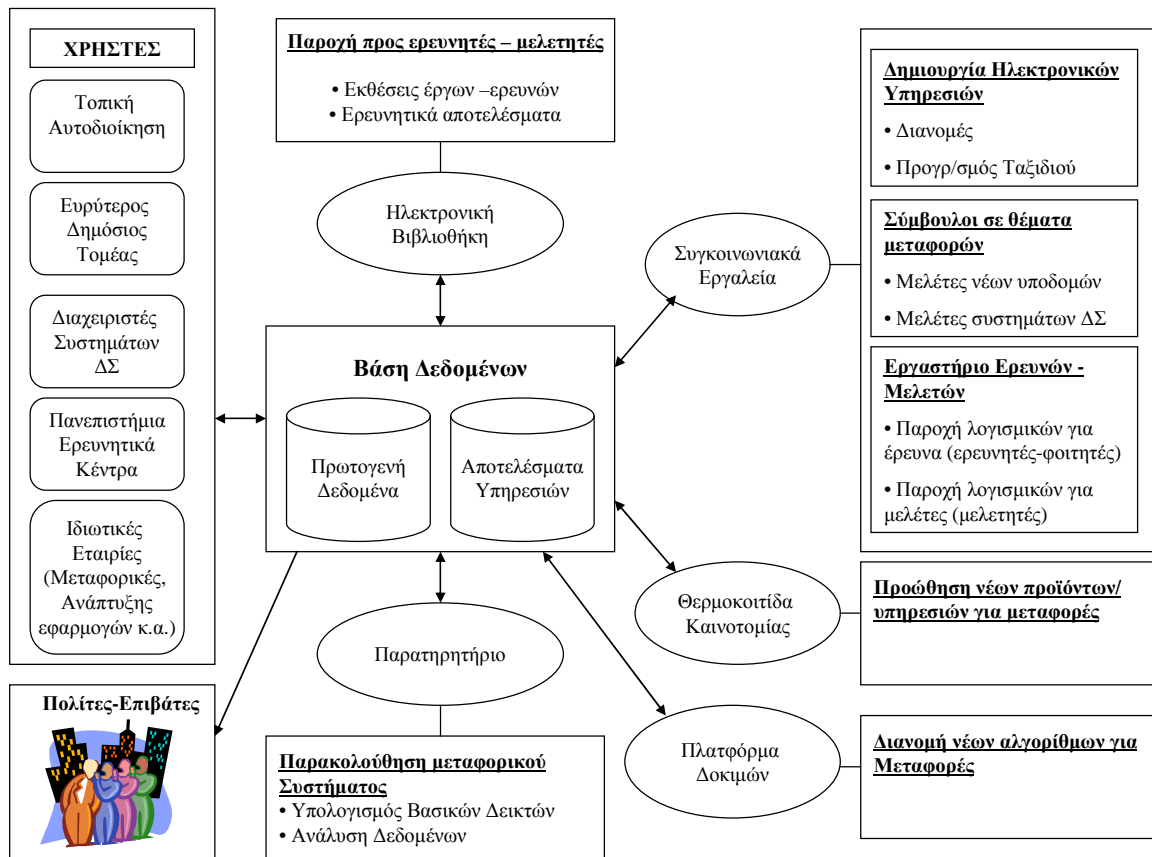 ΧΡΗΣΤΕΣ
Τοπική
Αυτοδιοίκηση
Ευρύτερος
Δημόσιος
Τομέας
Διαχειριστές
Συστημάτων
ΔΣ
Πανεπιστήμια
Ερευνητικά
Κέντρα
Ιδιωτικές
Εταιρίες
(Μεταφορικές,
Ανάπτυξης
εφαρμογών κ.α.)
Πολίτες-Επιβάτες
Παροχή προς ερευνητές – μελετητές
• Εκθέσεις έργων –ερευνών
• Ερευνητικά αποτελέσματα
Ηλεκτρονική
Βιβλιοθήκη
Βάση Δεδομένων
Πρωτογενή
Δεδομένα
Αποτελέσματα
Υπηρεσιών
Παρατηρητήριο
Παρακολούθηση μεταφορικού
Συστήματος
• Υπολογισμός Βασικών Δεικτών
• Ανάλυση Δεδομένων
Συγκοινωνιακά
Εργαλεία
Θερμοκοιτίδα
Καινοτομίας
Πλατφόρμα
Δοκιμών
Δημιουργία Ηλεκτρονικών
Υπηρεσιών
• Διανομές
• Προγρ/σμός Ταξιδιού
Σύμβουλοι σε θέματα
μεταφορών
• Μελέτες νέων υποδομών
• Μελέτες συστημάτων ΔΣ
Εργαστήριο Ερευνών -
Μελετών
• Παροχή λογισμικών για
έρευνα (ερευνητές-φοιτητές)
• Παροχή λογισμικών για
μελέτες (μελετητές)
Προώθηση νέων προϊόντων/
υπηρεσιών για μεταφορές
Διανομή νέων αλγορίθμων για
Μεταφορές